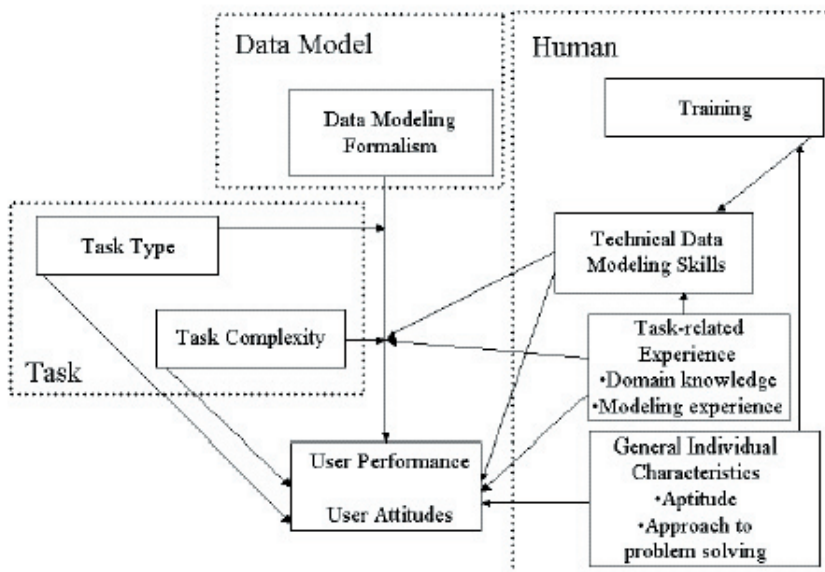 Data Model
Data Modeling
Formalism
Human
Training
Task Type
Task Complexity
Task
Technical Data
Modeling Skills
Task-related
Experience
•Domain knowledge
•Modeling experience
User Performance
User Attitudes
General Individual
Characteristics
•Aptitude
•Approach to
problem solving